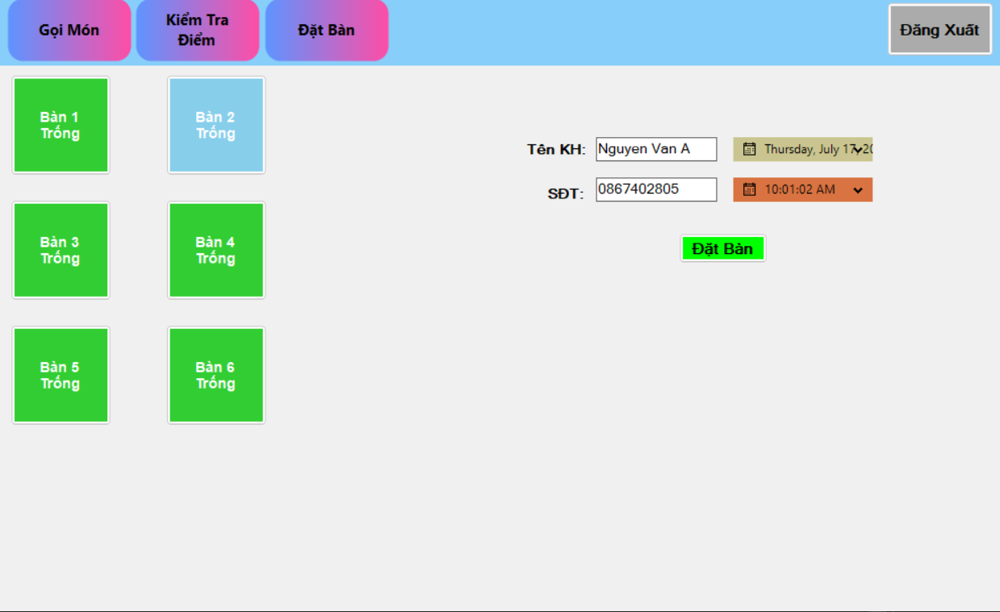 Gọi Món
Kiểm Tra
Điểm
Đặt Bàn
Đăng Xuất
Bàn 1
Trống
Bàn 2
Trống
Bàn 3
Trống
Bàn 4
Trống
Bàn 5
Trống
Bàn 6
Trống
Tên KH: Nguyen Van A Thursday, July 17, 20
SĐT: 0867402805 10:01:02 AM
Đặt Bàn